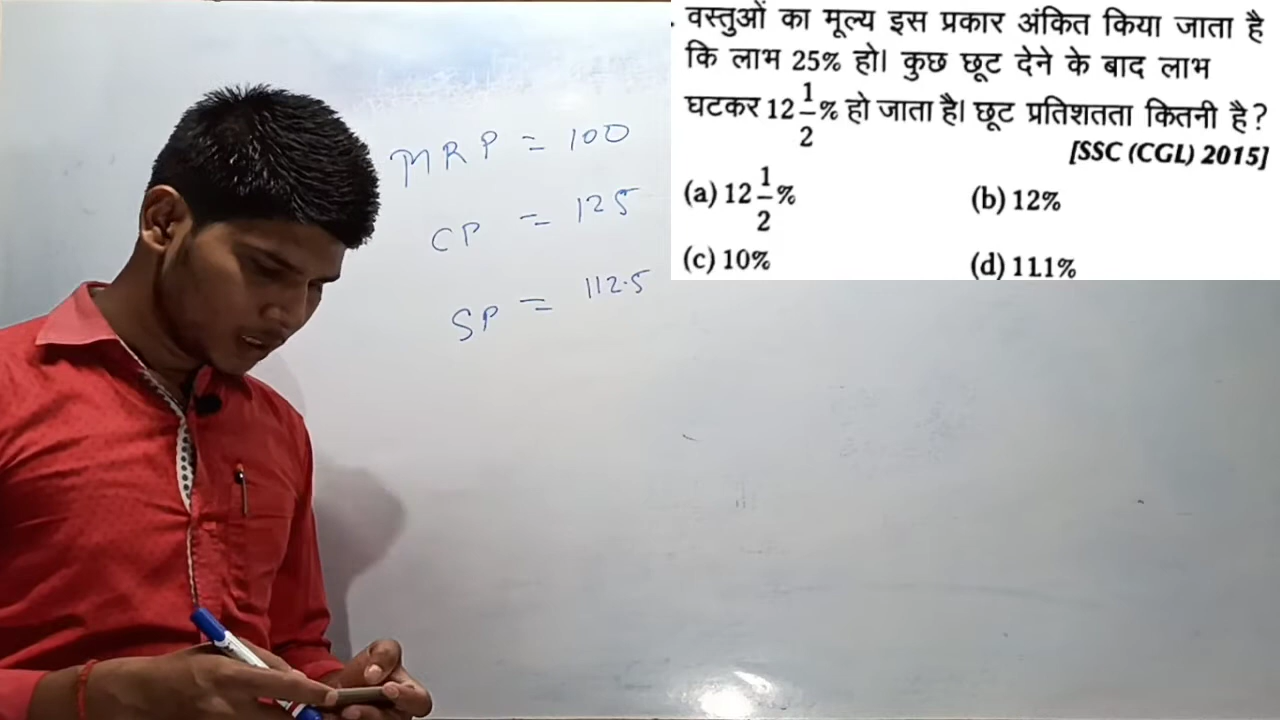 वस्तुओं का मूल्य इस प्रकार अंकित किया जाता है
कि लाभ 25% हो। कुछ छूट देने के बाद लाभ
घटकर 12 1/2% हो जाता है। छूट प्रतिशतता कितनी है?
[SSC (CGL) 2015]
(a) 12 1/2% (b) 12%
(c) 10% (d) 11.1%
MRP = 100
CP = 125
SP = 112.5